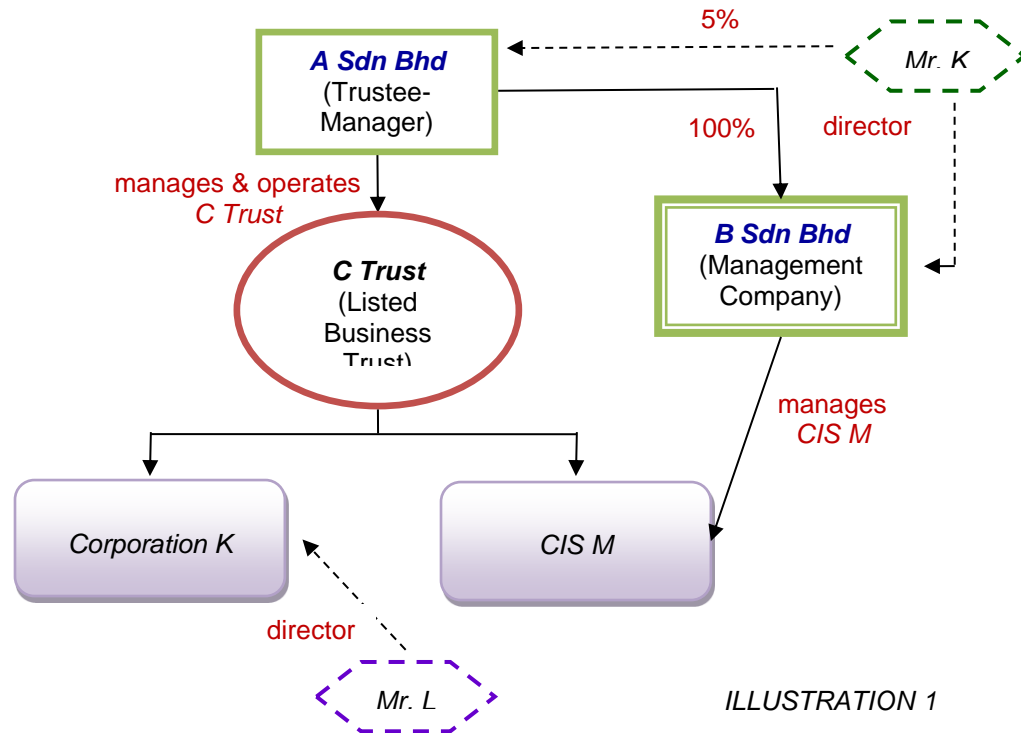 5%
A Sdn Bhd
(Trustee-
Manager)
Mr. K
100%
director
manages & operates
C Trust
B Sdn Bhd
(Management
Company)
C Trust
(Listed
Business
Trust)
manages
CIS M
Corporation K
CIS M
director
Mr. L
ILLUSTRATION 1